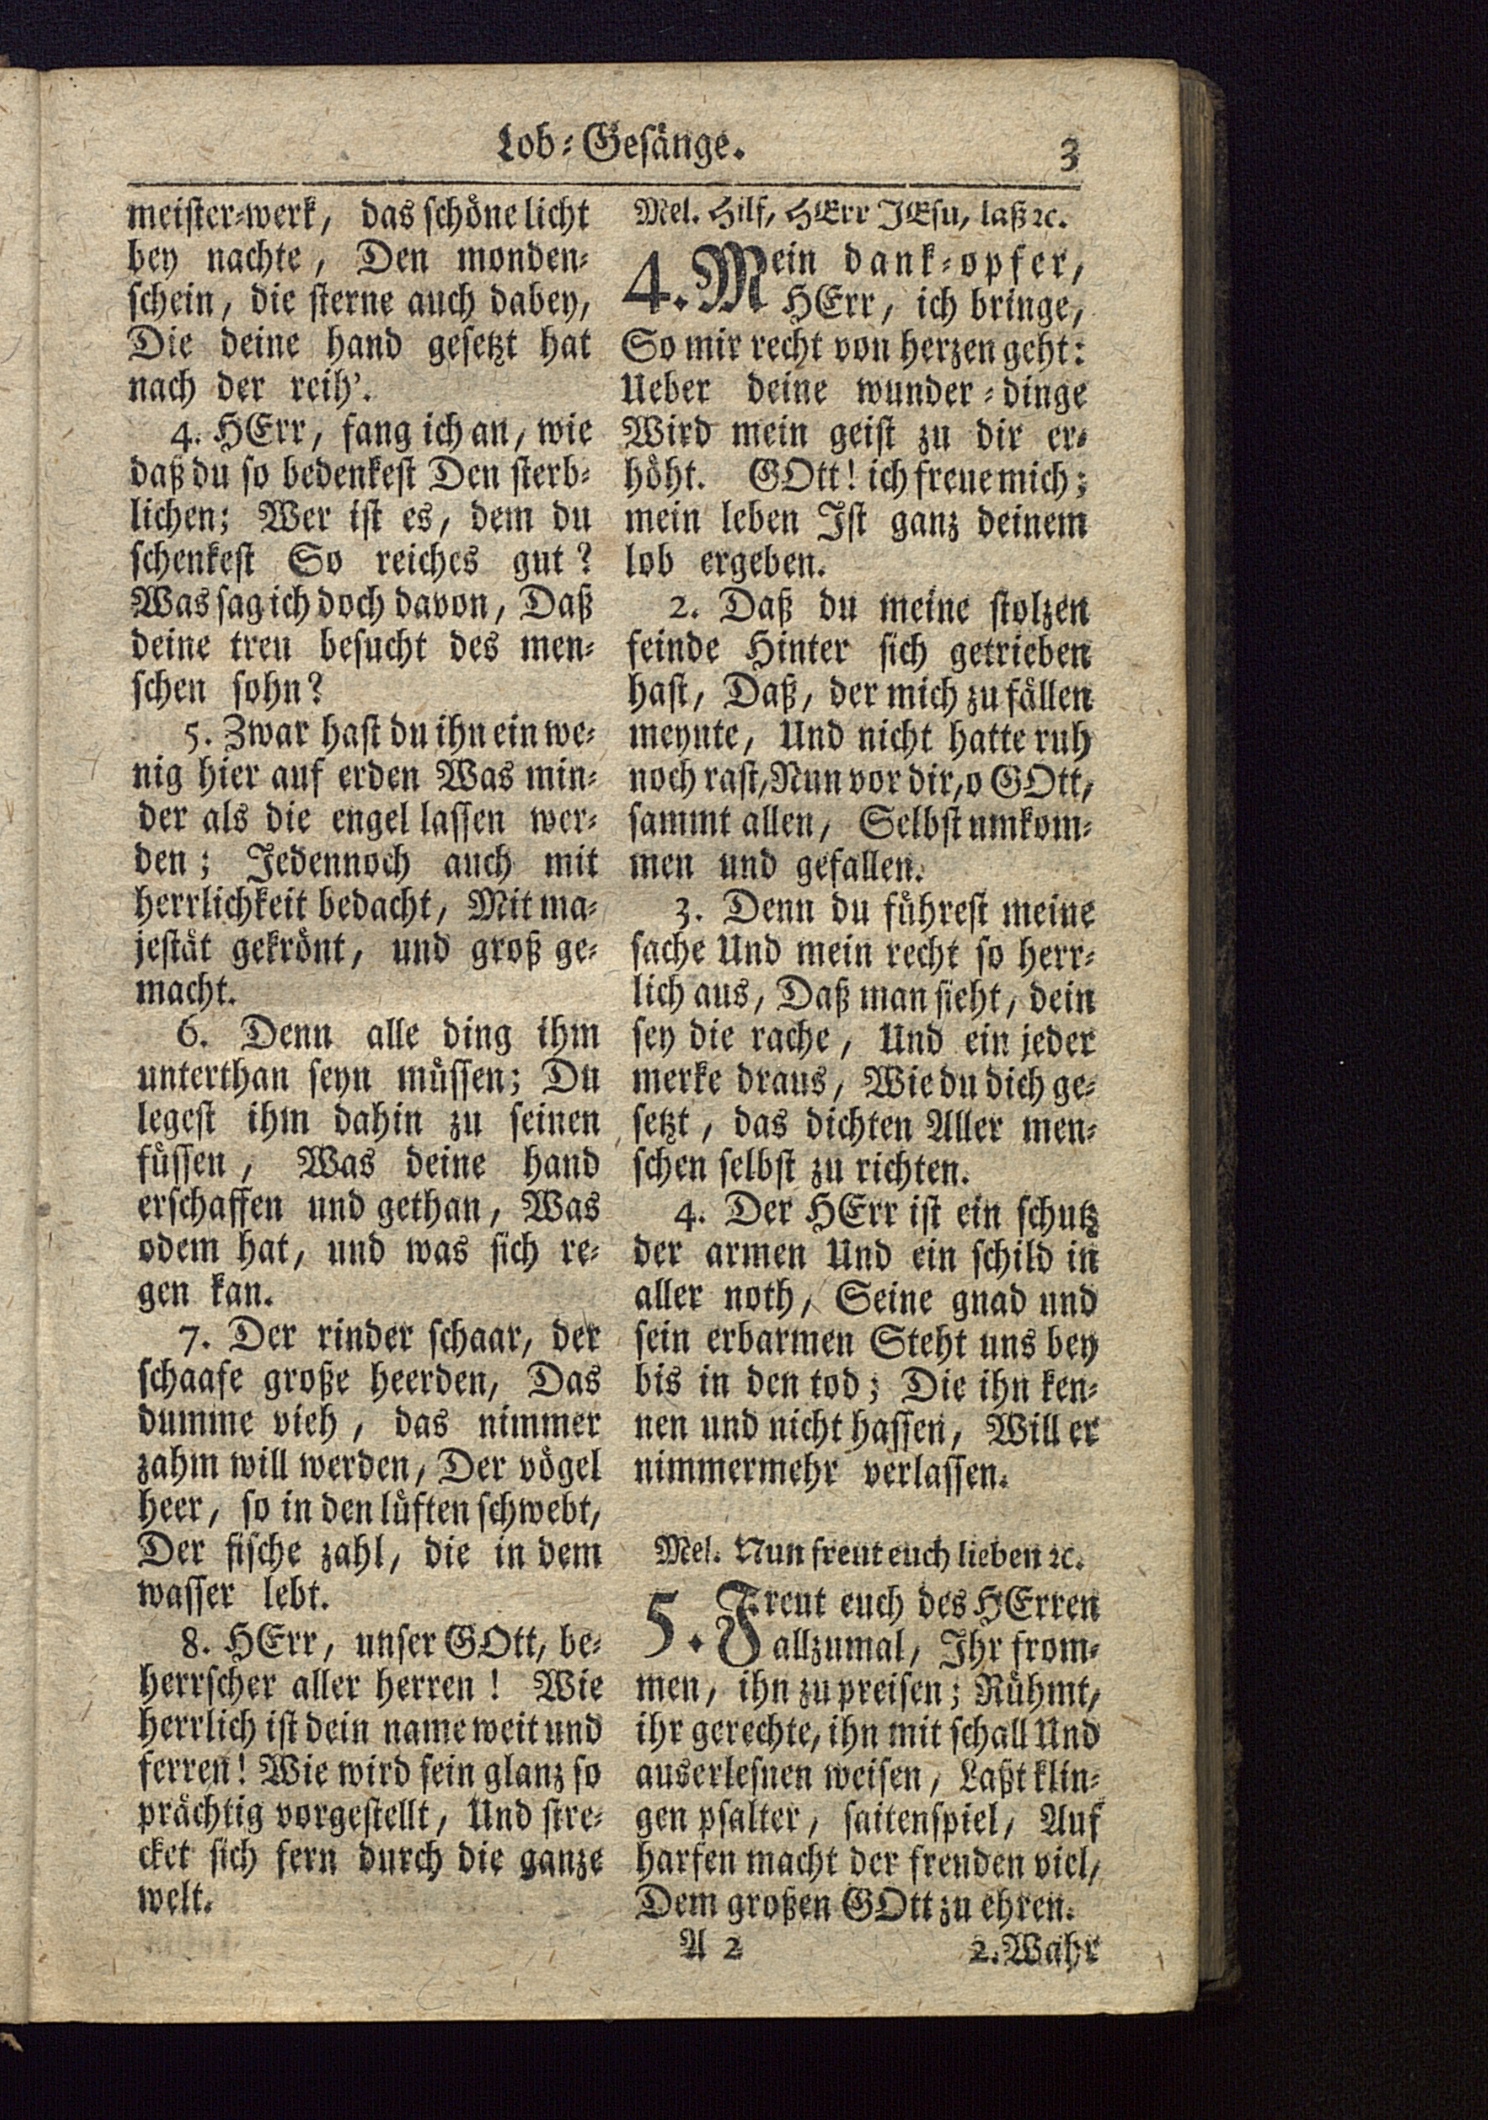 Lob-Gesänge. 3
meister-werk, das schöne licht
bey nachte, Den monden-
schein, die sterne auch dabey,
Die deine hand gesetzt hat
nach der reih'.
4. HErr, fang ich an, wie
daß du so bedenkest Den sterb-
lichen; Wer ist es, dem du
schenkest So reiches gut?
Was sag ich doch davon, Daß
deine treu besucht des men-
schen sohn?
5. Zwar hast du ihn ein we-
nig hier auf erden Was min-
der als die engel lassen wer-
den; Jedennoch auch mit
herrlichkeit bedacht, Mit ma-
jestät gekrönt, und groß ge-
macht.
6. Denn alle ding ihm
unterthan seyn müssen; Du
legest ihm dahin zu seinen
füssen, Was deine hand
erschaffen und gethan, Was
odem hat, und was sich re-
gen kan.
7. Der rinder schaar, der
schaafe große heerden, Das
dumme vieh, das nimmer
zahm will werden, Der vögel
heer, so in den lüften schwebt,
Der fische zahl, die in dem
wasser lebt.
8. HErr, unser GOtt, be-
herrscher aller herren! Wie
herrlich ist dein name weit und
ferren! Wie wird sein glanz so
prächtig vorgestellt, Und stre-
cket sich fern durch die ganze
welt.
Mel. Hilf, HErr JEsu, laß ꝛc.
4. Mein dank-opfer,
HErr, ich bringe,
So mir recht von herzen geht:
Ueber deine wunder-dinge
Wird mein geist zu dir er-
höht. GOtt! ich freue mich;
mein leben Ist ganz deinem
lob ergeben.
2. Daß du meine stolzen
feinde Hinter sich getrieben
hast, Daß, der mich zu fällen
meynte, Und nicht hatte ruh
noch rast, Nun vor dir, o GOtt,
sammt allen, Selbst umkom-
men und gefallen.
3. Denn du führest meine
sache Und mein recht so herr-
lich aus, Daß man sieht, dein
sey die rache, Und ein jeder
merke draus, Wie du dich ge-
setzt, das dichten Aller men-
schen selbst zu richten.
4. Der HErr ist ein schutz
der armen Und ein schild in
aller noth, Seine gnad und
sein erbarmen Steht uns bey
bis in den tod; Die ihn ken-
nen und nicht hassen, Will er
nimmermehr verlassen.
Mel. Nun freut euch lieben ꝛc.
5. Freut euch des HErren
allzumal, Ihr from-
men, ihn zu preisen; Rühmt,
ihr gerechte, ihn mit schall Und
auserlesnen weisen, Laßt klin-
gen psalter, saitenspiel, Auf
harfen macht der freuden viel,
Dem großen GOtt zu ehren.
A 2 2. Wahr